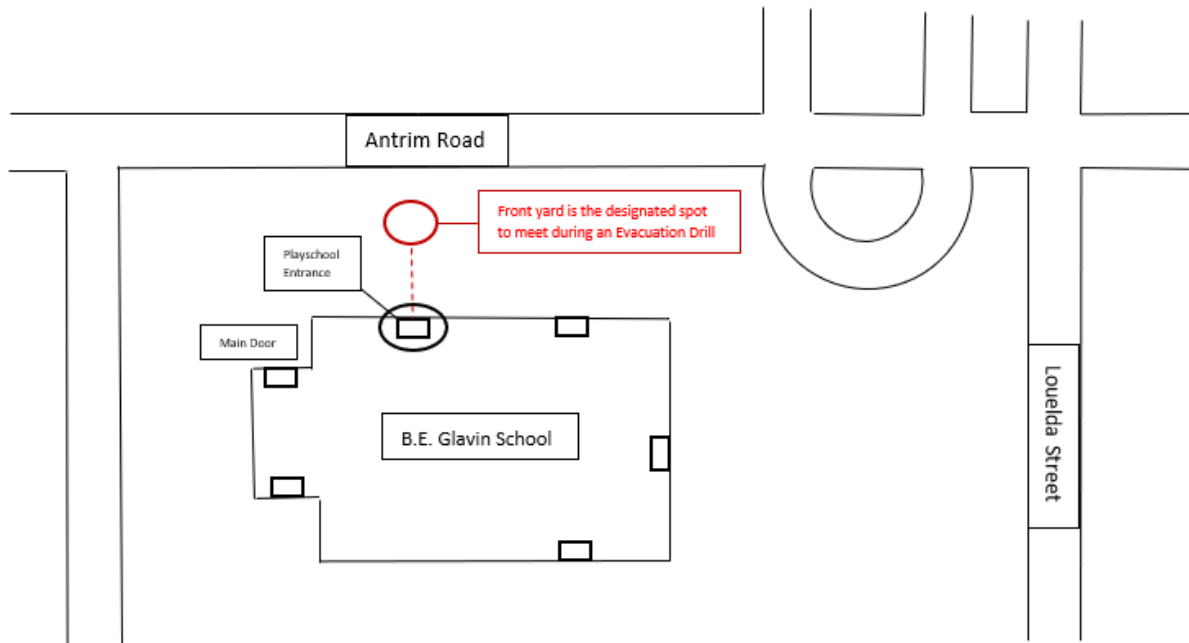 Antrim Road
Front yard is the designated spot
to meet during an Evacuation Drill
Playschool
Entrance
Main Door
B.E. Glavin School
Louelda Street